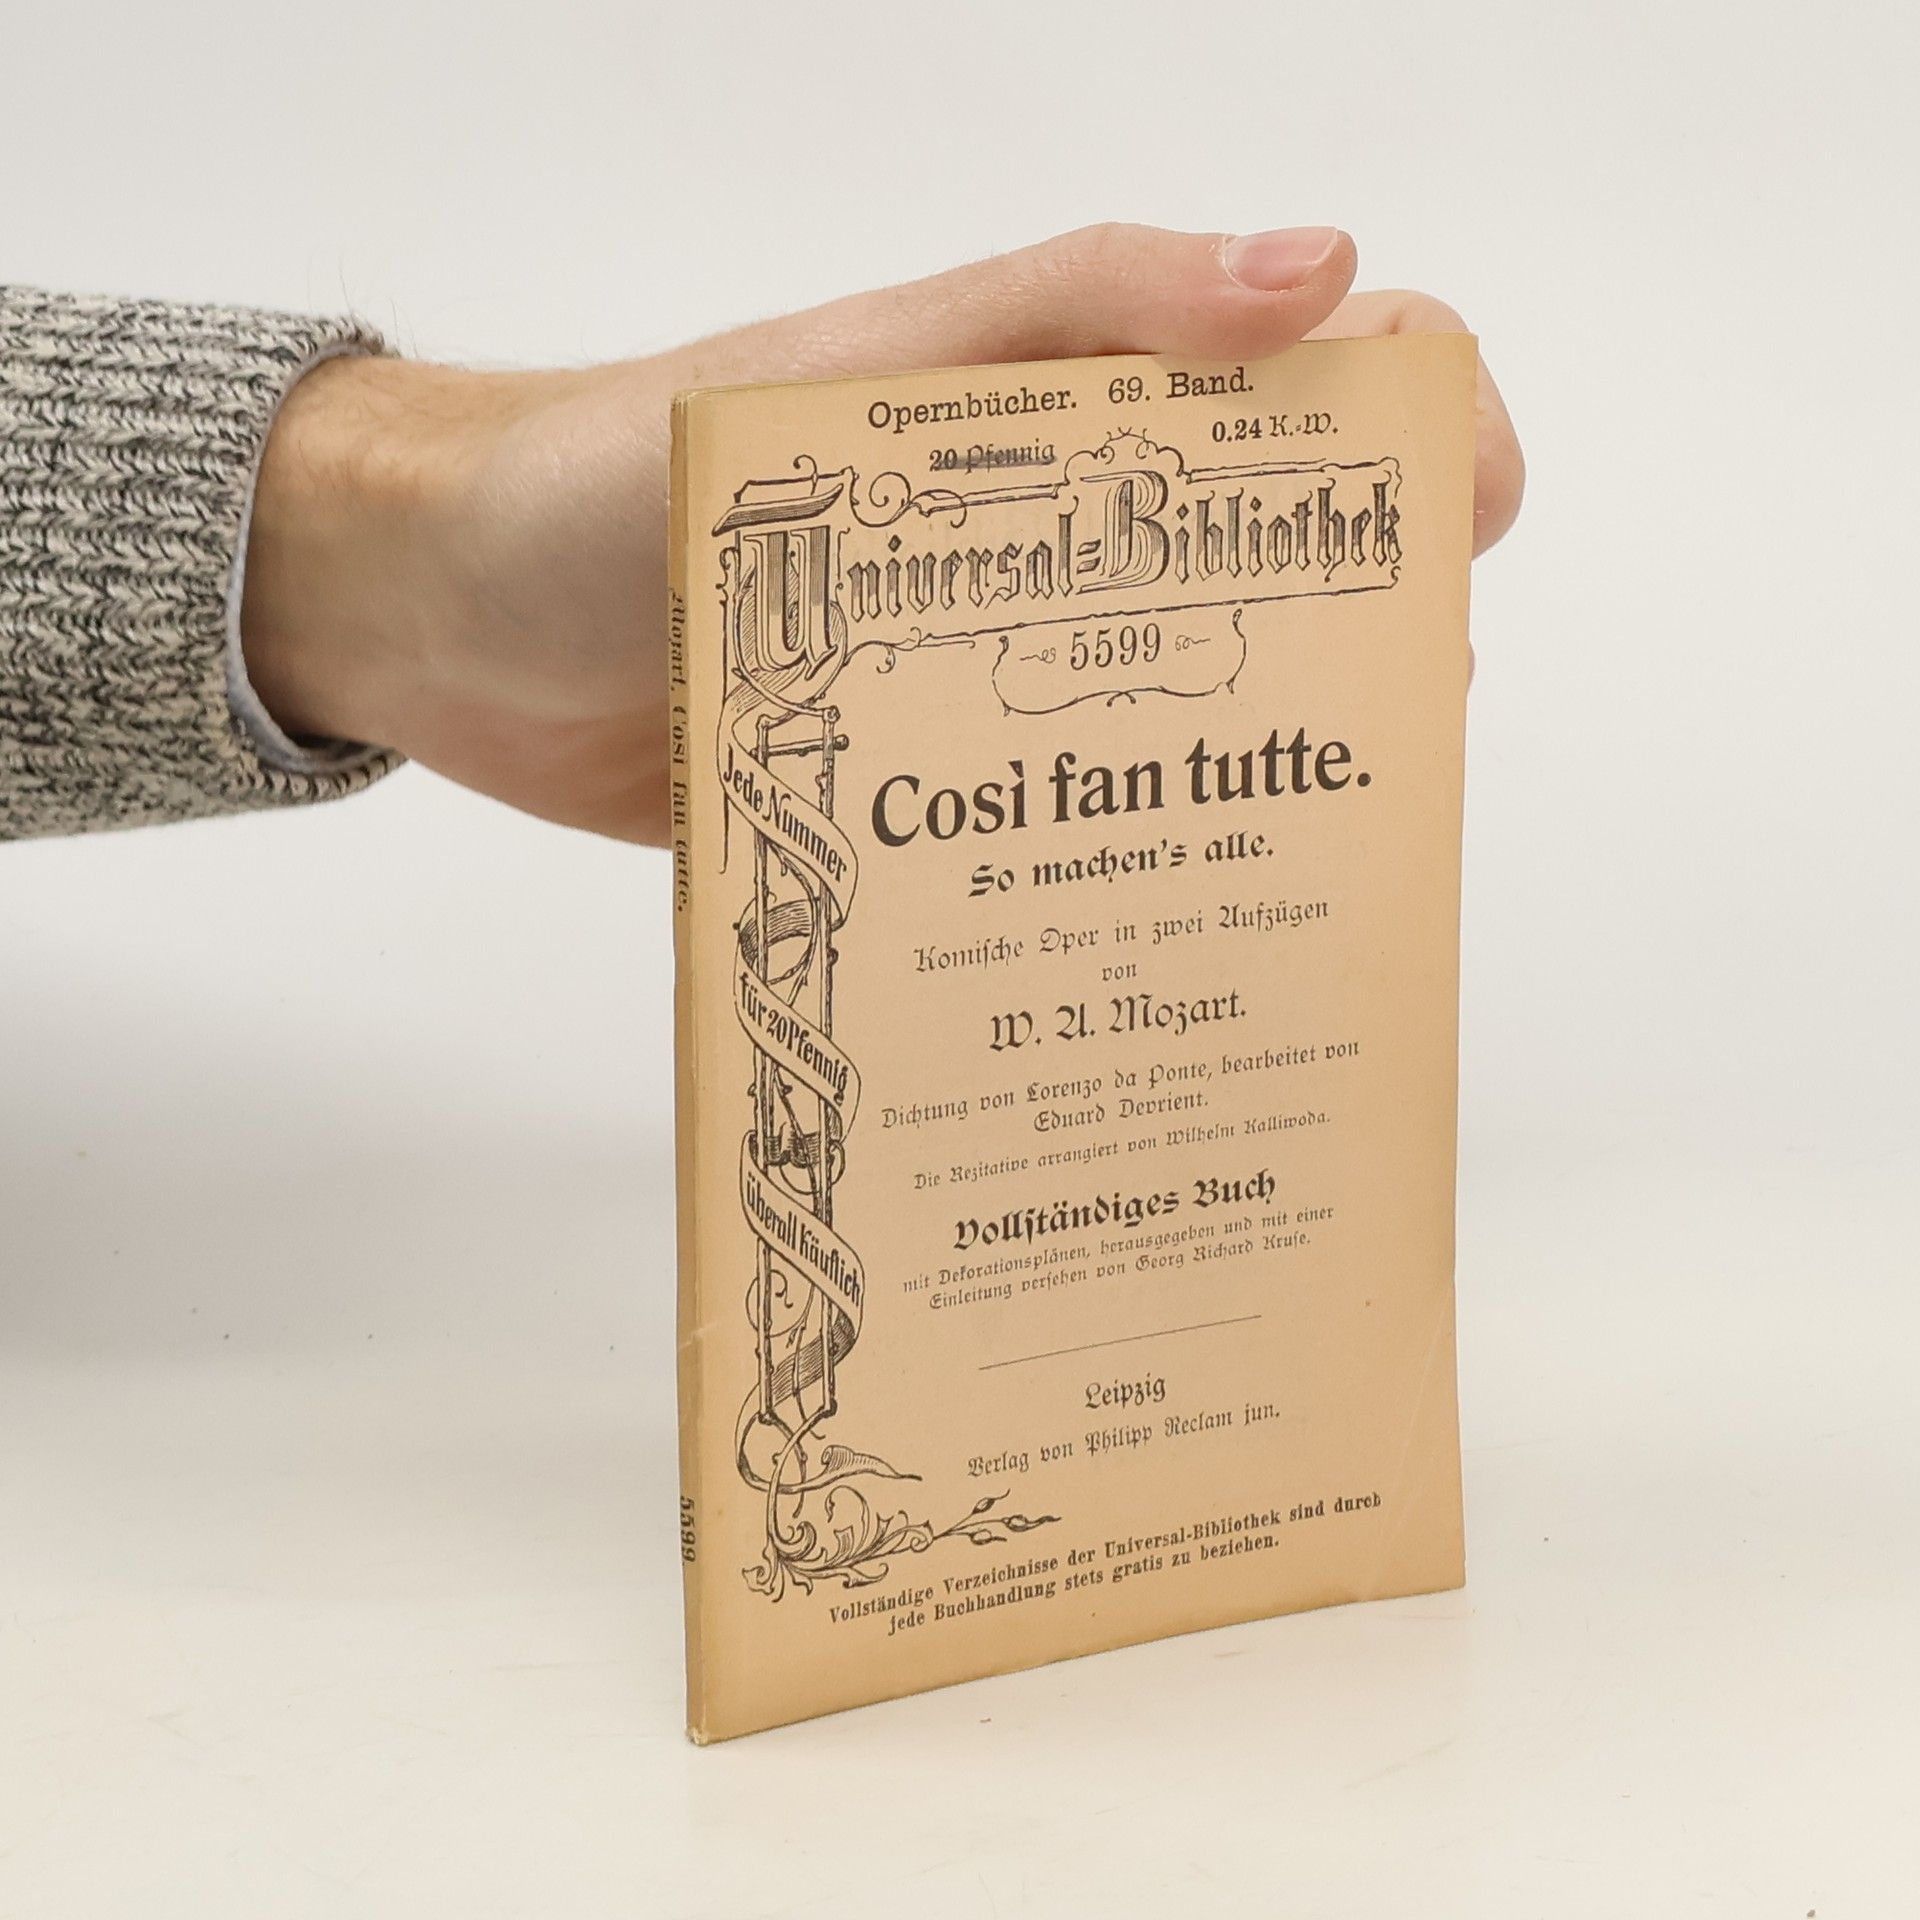 Opernbücher. 69. Band.
20 Pfennig 0.24 K.-W.
Universal-Bibliothek
5599
Jede Nummer
für 20 Pfennig
überall käuflich
Così fan tutte.
So machen's alle.
Komische Oper in zwei Aufzügen
von
W. A. Mozart.
Dichtung von Lorenzo da Ponte, bearbeitet von
Eduard Devrient.
Die Rezitative arrangiert von Wilhelm Kalliwoda.
Vollständiges Buch
mit Dekorationsplänen, herausgegeben und mit einer
Einleitung versehen von Georg Richard Kruse.
Leipzig
Verlag von Philipp Reclam jun.
Vollständige Verzeichnisse der Universal-Bibliothek sind durch
jede Buchhandlung stets gratis zu beziehen.
Mozart, Così fan tutte.
5599